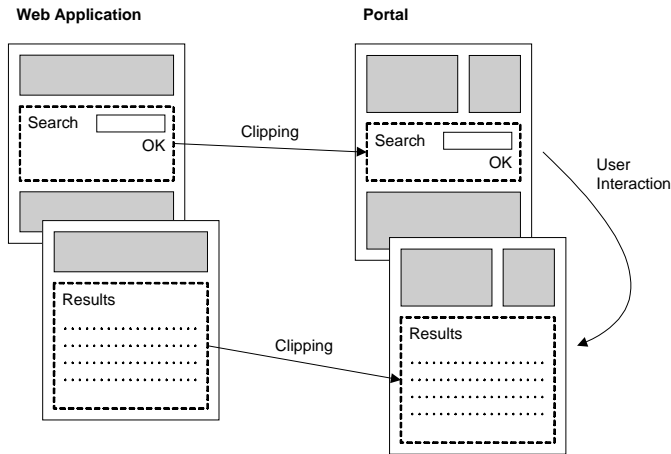 Web Application
Portal
Search
OK
Clipping
Search
OK
User
Interaction
Results
Clipping
Results